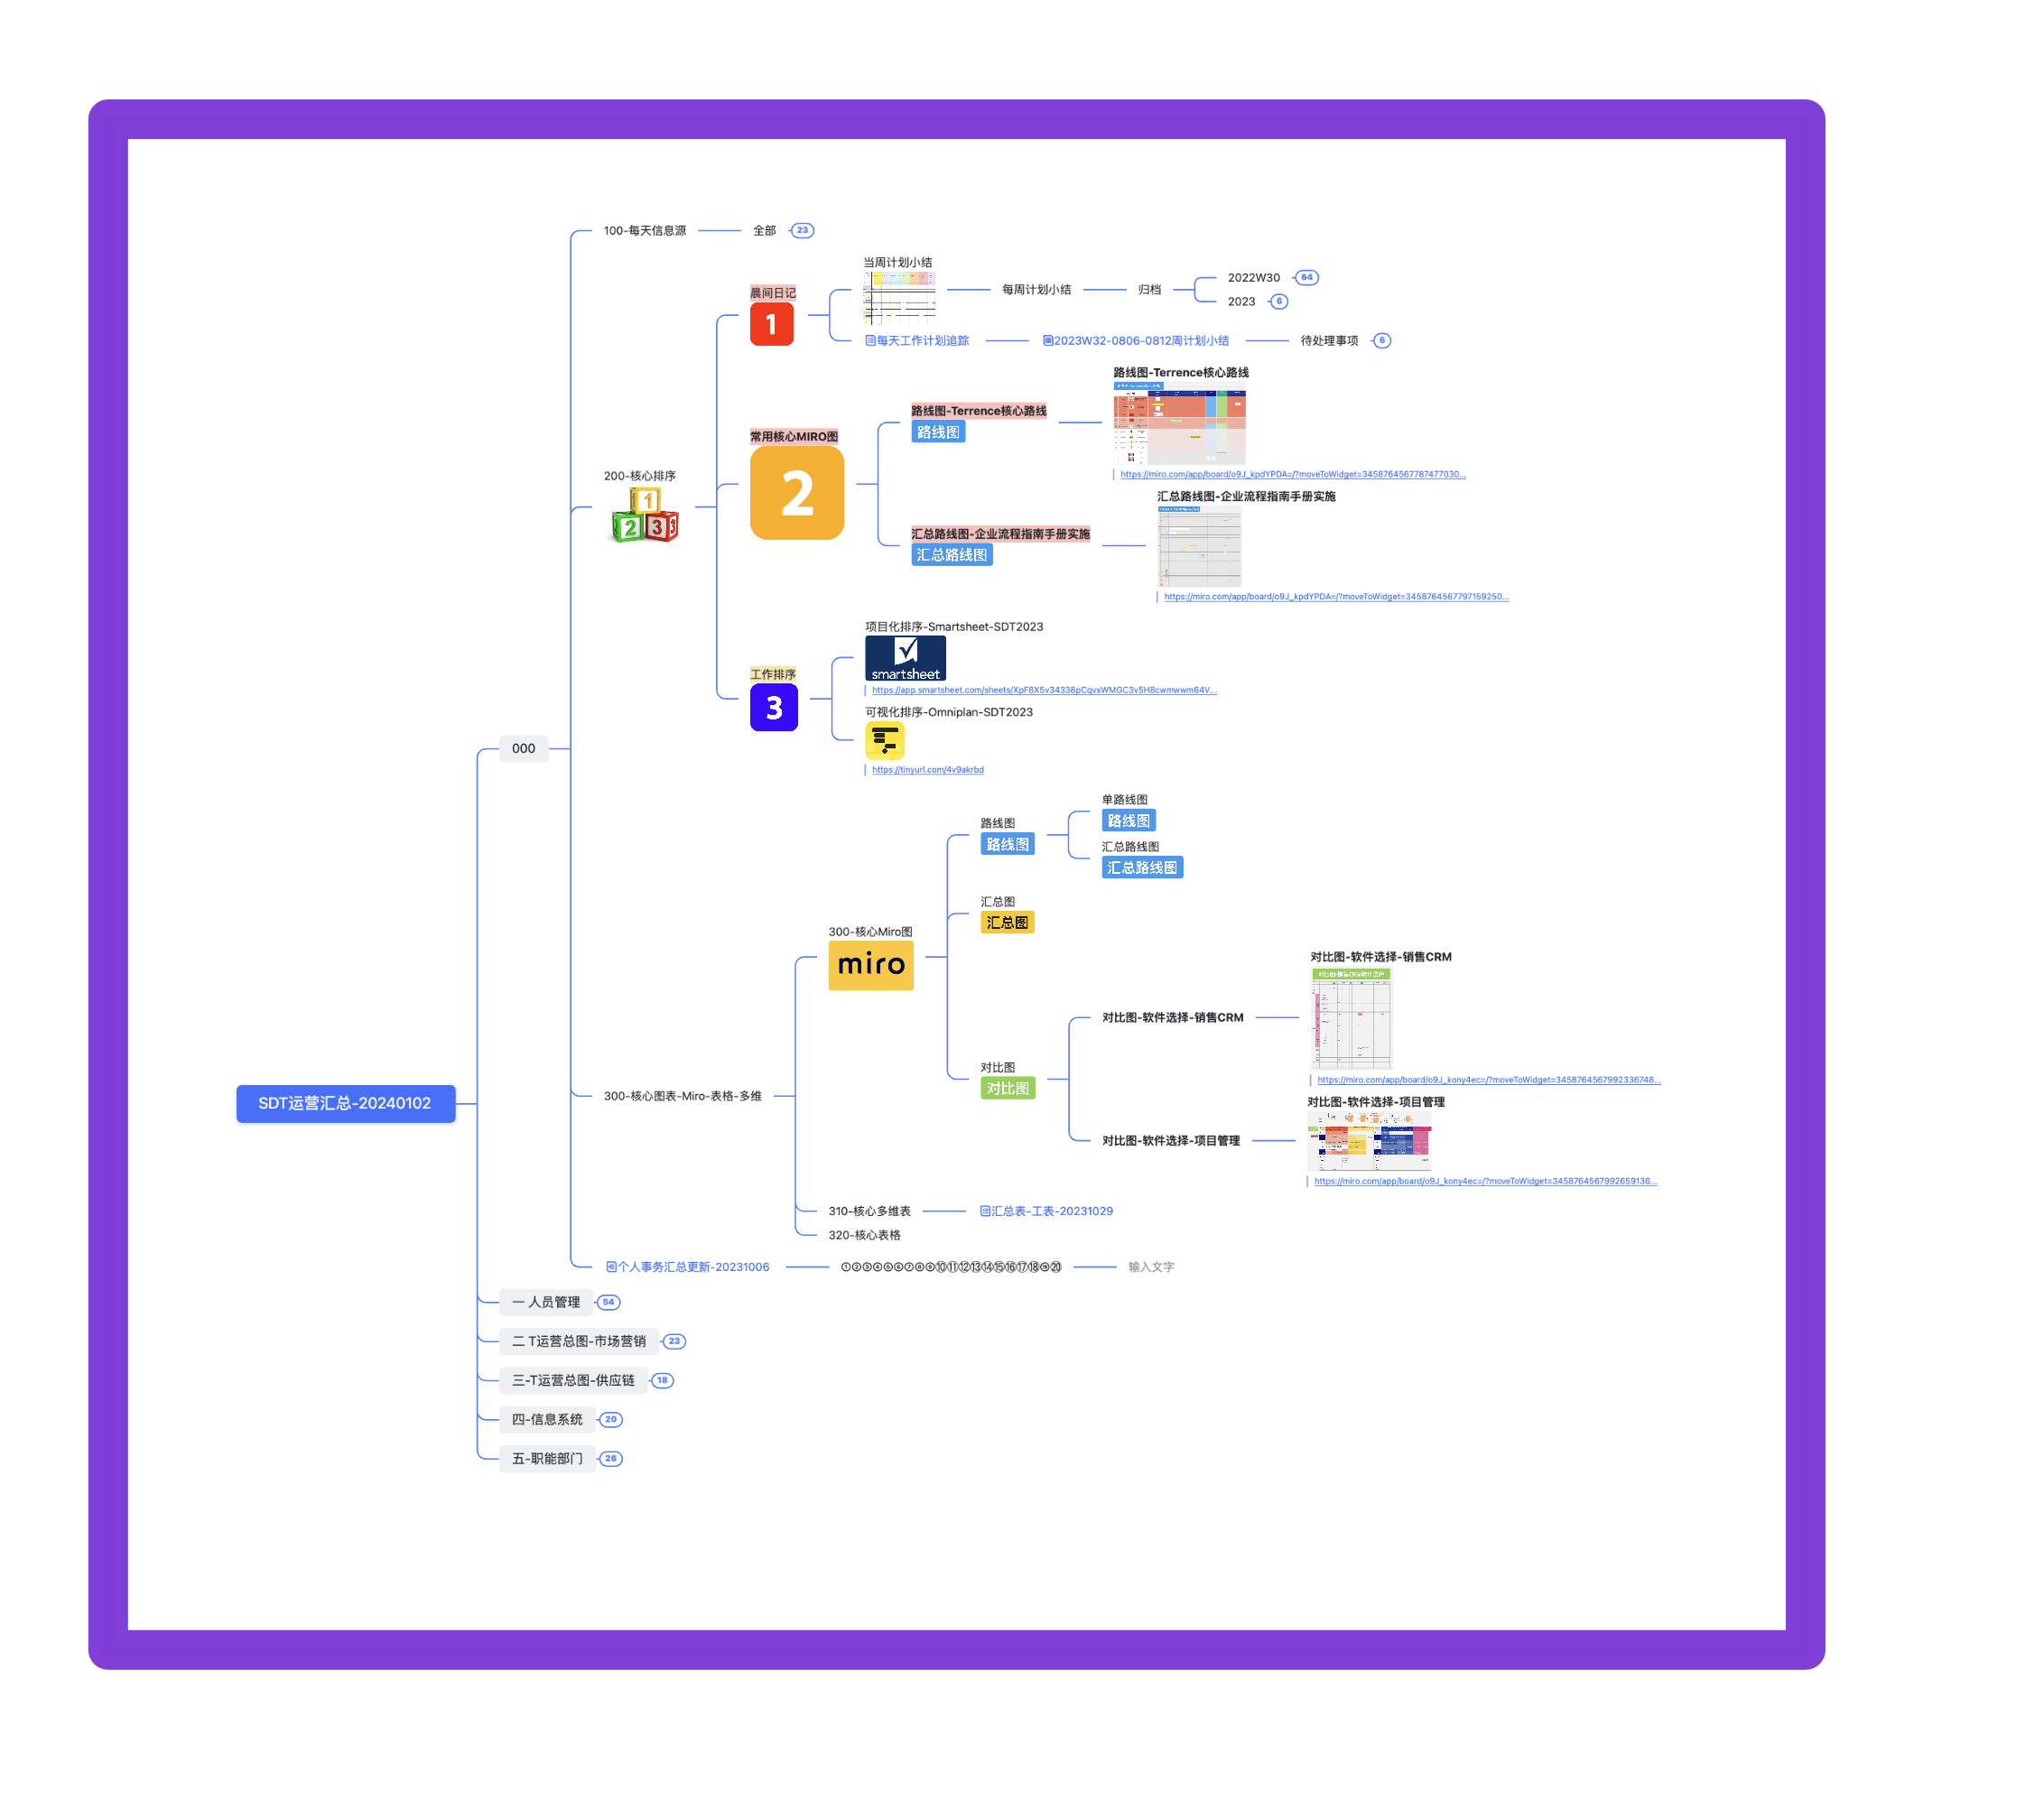 100-每天信息源
全部
23
当周计划小结
每周计划小结
归档
2022W30
64
2023
6
晨间日记
1
每天工作计划追踪
2023W32-0806-0812周计划小结
待处理事项
6
路线图-Terrence核心路线
https://miro.com/app/board/o9J_kpdYPDA=/?moveToWidget=3458764567787477030...
路线图-Terrence核心路线
路线图
常用核心MIRO图
2
200-核心排序
1
2
3
3
汇总路线图-企业流程指南手册实施
https://miro.com/app/board/o9J_kpdYPDA=/?moveToWidget=3458764567797159250...
汇总路线图-企业流程指南手册实施
汇总路线图
项目化排序-Smartsheet-SDT2023
smartsheet
https://app.smartsheet.com/sheets/XpF8X5v34338pCqvxWMGC3v5H8cwmwwm64V...
工作排序
3
可视化排序-Omniplan-SDT2023
https://tinyurl.com/4v9akrbd
000
单路线图
路线图
路线图
路线图
汇总路线图
汇总路线图
汇总图
汇总图
300-核心Miro图
miro
对比图-软件选择-销售CRM
对比图-软件选择-销售CRM
https://miro.com/app/board/o9J_kony4ec=/?moveToWidget=3458764567992336748...
对比图
对比图
对比图-软件选择-项目管理
对比图-软件选择-项目管理
https://miro.com/app/board/o9J_kony4ec=/?moveToWidget=3458764567992659136...
SDT运营汇总-20240102
300-核心图表-Miro-表格-多维
310-核心多维表
汇总表-工表-20231029
320-核心表格
个人事务汇总更新-20231006
①②③④⑤⑥⑦⑧⑨⑩⑪⑫⑬⑭⑮⑯⑰⑱⑲⑳
输入文字
一 人员管理
54
二 T运营总图-市场营销
23
三-T运营总图-供应链
18
四-信息系统
20
五-职能部门
26